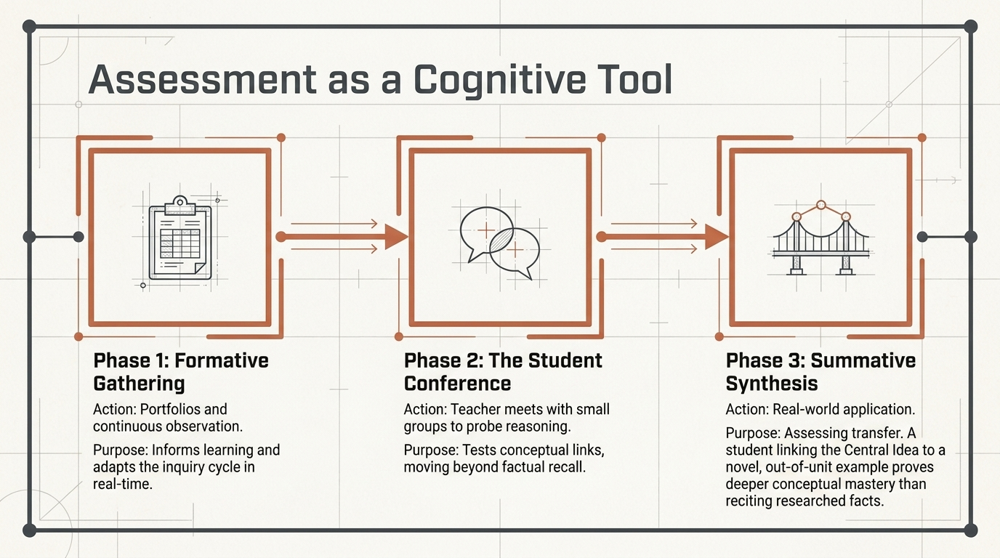 Assessment as a Cognitive Tool
Phase 1: Formative
Gathering
Action: Portfolios and
continuous observation.
Purpose: Informs learning and
adapts the inquiry cycle in
real-time.
Phase 2: The Student
Conference
Action: Teacher meets with small
groups to probe reasoning.
Purpose: Tests conceptual links,
moving beyond factual recall.
Phase 3: Summative
Synthesis
Action: Real-world application.
Purpose: Assessing transfer. A
student linking the Central Idea to a
novel, out-of-unit example proves
deeper conceptual mastery than
reciting researched facts.